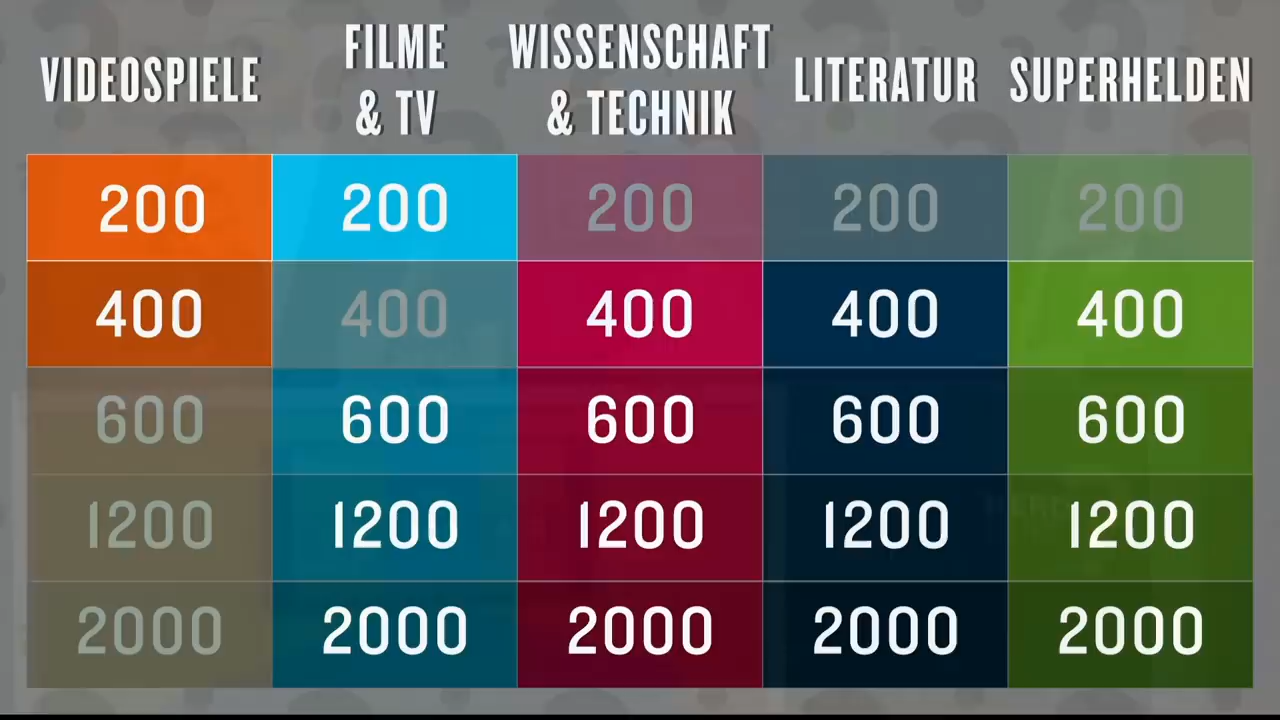 VIDEOSPIELE
FILME
& TV
WISSENSCHAFT
& TECHNIK
LITERATUR
SUPERHELDEN
200 200 200 200 200
400 400 400 400 400
600 600 600 600 600
1200 1200 1200 1200 1200
2000 2000 2000 2000 2000